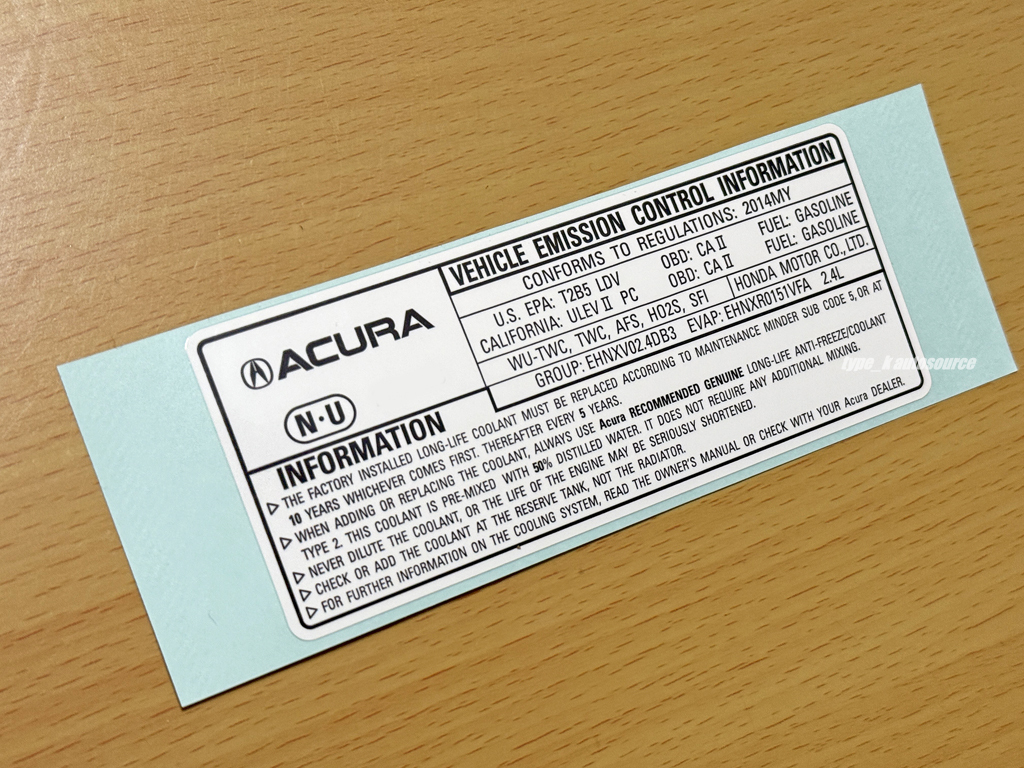 ACURA
N·U
VEHICLE EMISSION CONTROL INFORMATION
CONFORMS TO REGULATIONS: 2014MY
U.S. EPA: T2B5 LDV OBD: CA II FUEL: GASOLINE
CALIFORNIA: ULEV II PC OBD: CA II FUEL: GASOLINE
WU-TWC, TWC, AFS, HO2S, SFI HONDA MOTOR CO.,LTD.
GROUP: EHNXV02.4DB3 EVAP: EHNXR0151VFA 2.4L
INFORMATION
▷ THE FACTORY INSTALLED LONG-LIFE COOLANT MUST BE REPLACED ACCORDING TO MAINTENANCE MINDER SUB CODE 5, OR AT
10 YEARS WHICHEVER COMES FIRST. THEREAFTER EVERY 5 YEARS.
▷ WHEN ADDING OR REPLACING THE COOLANT, ALWAYS USE Acura RECOMMENDED GENUINE LONG-LIFE ANTI-FREEZE/COOLANT
TYPE 2. THIS COOLANT IS PRE-MIXED WITH 50% DISTILLED WATER. IT DOES NOT REQUIRE ANY ADDITIONAL MIXING.
▷ NEVER DILUTE THE COOLANT, OR THE LIFE OF THE ENGINE MAY BE SERIOUSLY SHORTENED.
▷ CHECK OR ADD THE COOLANT AT THE RESERVE TANK, NOT THE RADIATOR.
▷ FOR FURTHER INFORMATION ON THE COOLING SYSTEM, READ THE OWNER'S MANUAL OR CHECK WITH YOUR Acura DEALER.
type_k autosource